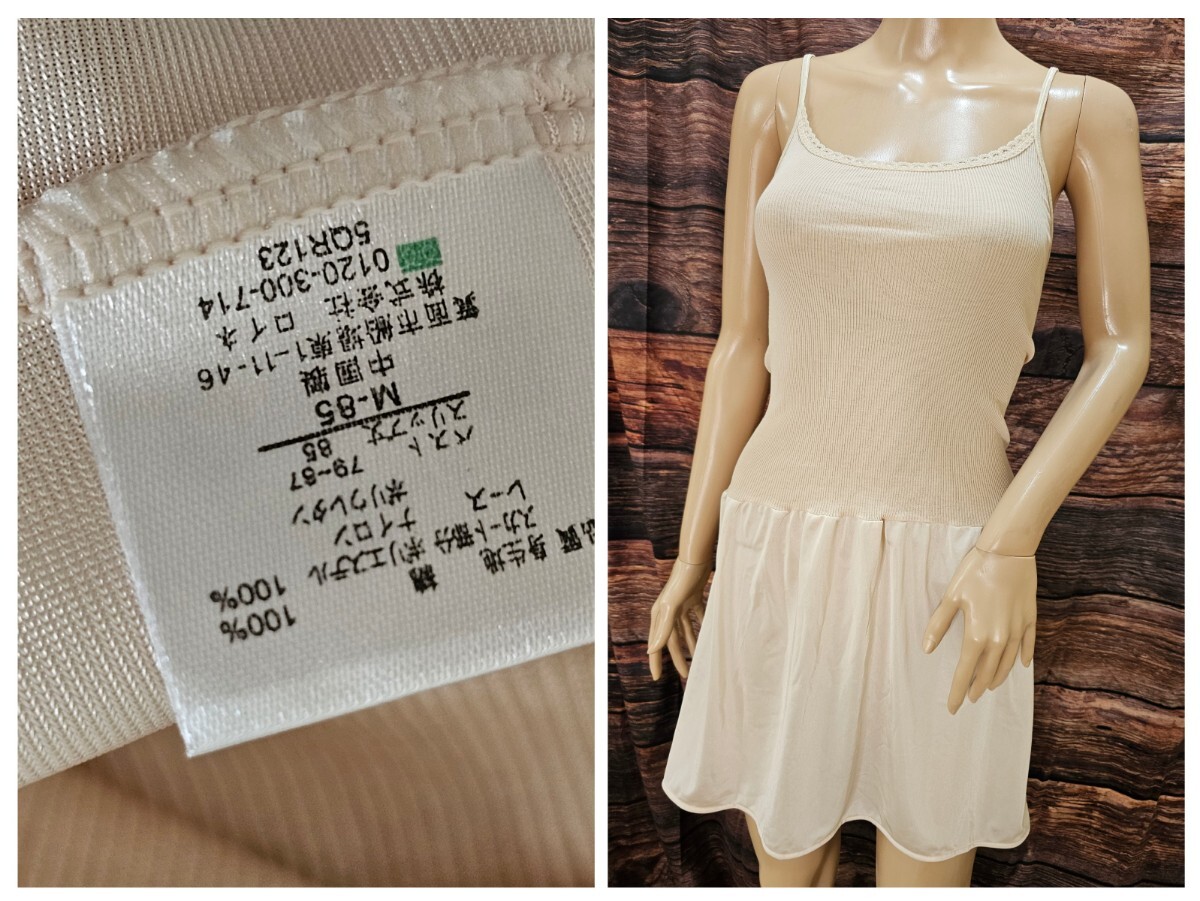 品質
身生地 綿 100%
スカート部分 ポリエステル 100%
レース ナイロン
ポリウレタン
バスト 79~87
スリップ丈 85
M-85
中国製
箕面市船場東1-11-46
株式会社 ロイネ
0120-300-714
5QR123